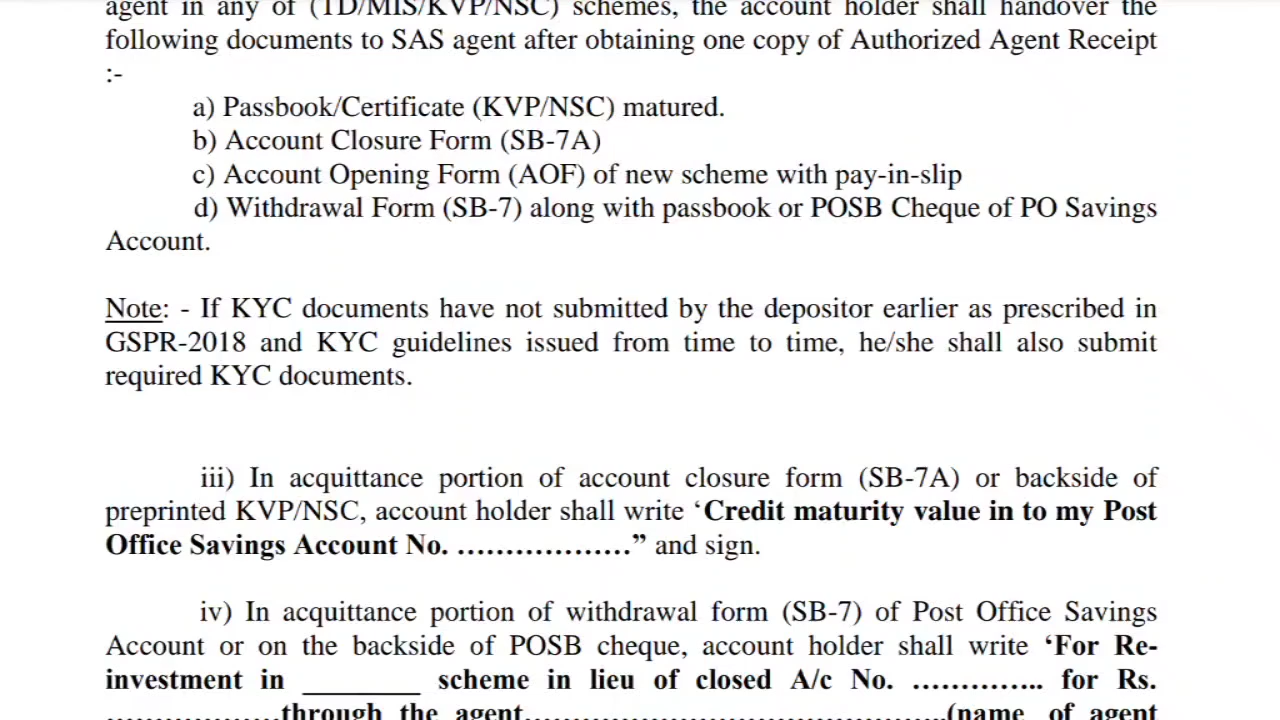 agent in any of (TD/MIS/KVP/NSC) schemes, the account holder shall handover the
following documents to SAS agent after obtaining one copy of Authorized Agent Receipt
:-
a) Passbook/Certificate (KVP/NSC) matured.
b) Account Closure Form (SB-7A)
c) Account Opening Form (AOF) of new scheme with pay-in-slip
d) Withdrawal Form (SB-7) along with passbook or POSB Cheque of PO Savings
Account.
Note: - If KYC documents have not submitted by the depositor earlier as prescribed in
GSPR-2018 and KYC guidelines issued from time to time, he/she shall also submit
required KYC documents.
iii) In acquittance portion of account closure form (SB-7A) or backside of
preprinted KVP/NSC, account holder shall write ‘Credit maturity value in to my Post
Office Savings Account No. ………………” and sign.
iv) In acquittance portion of withdrawal form (SB-7) of Post Office Savings
Account or on the backside of POSB cheque, account holder shall write ‘For Re-
investment in ________ scheme in lieu of closed A/c No. ………….. for Rs.
………………through the agent……………………………………..(name of agent